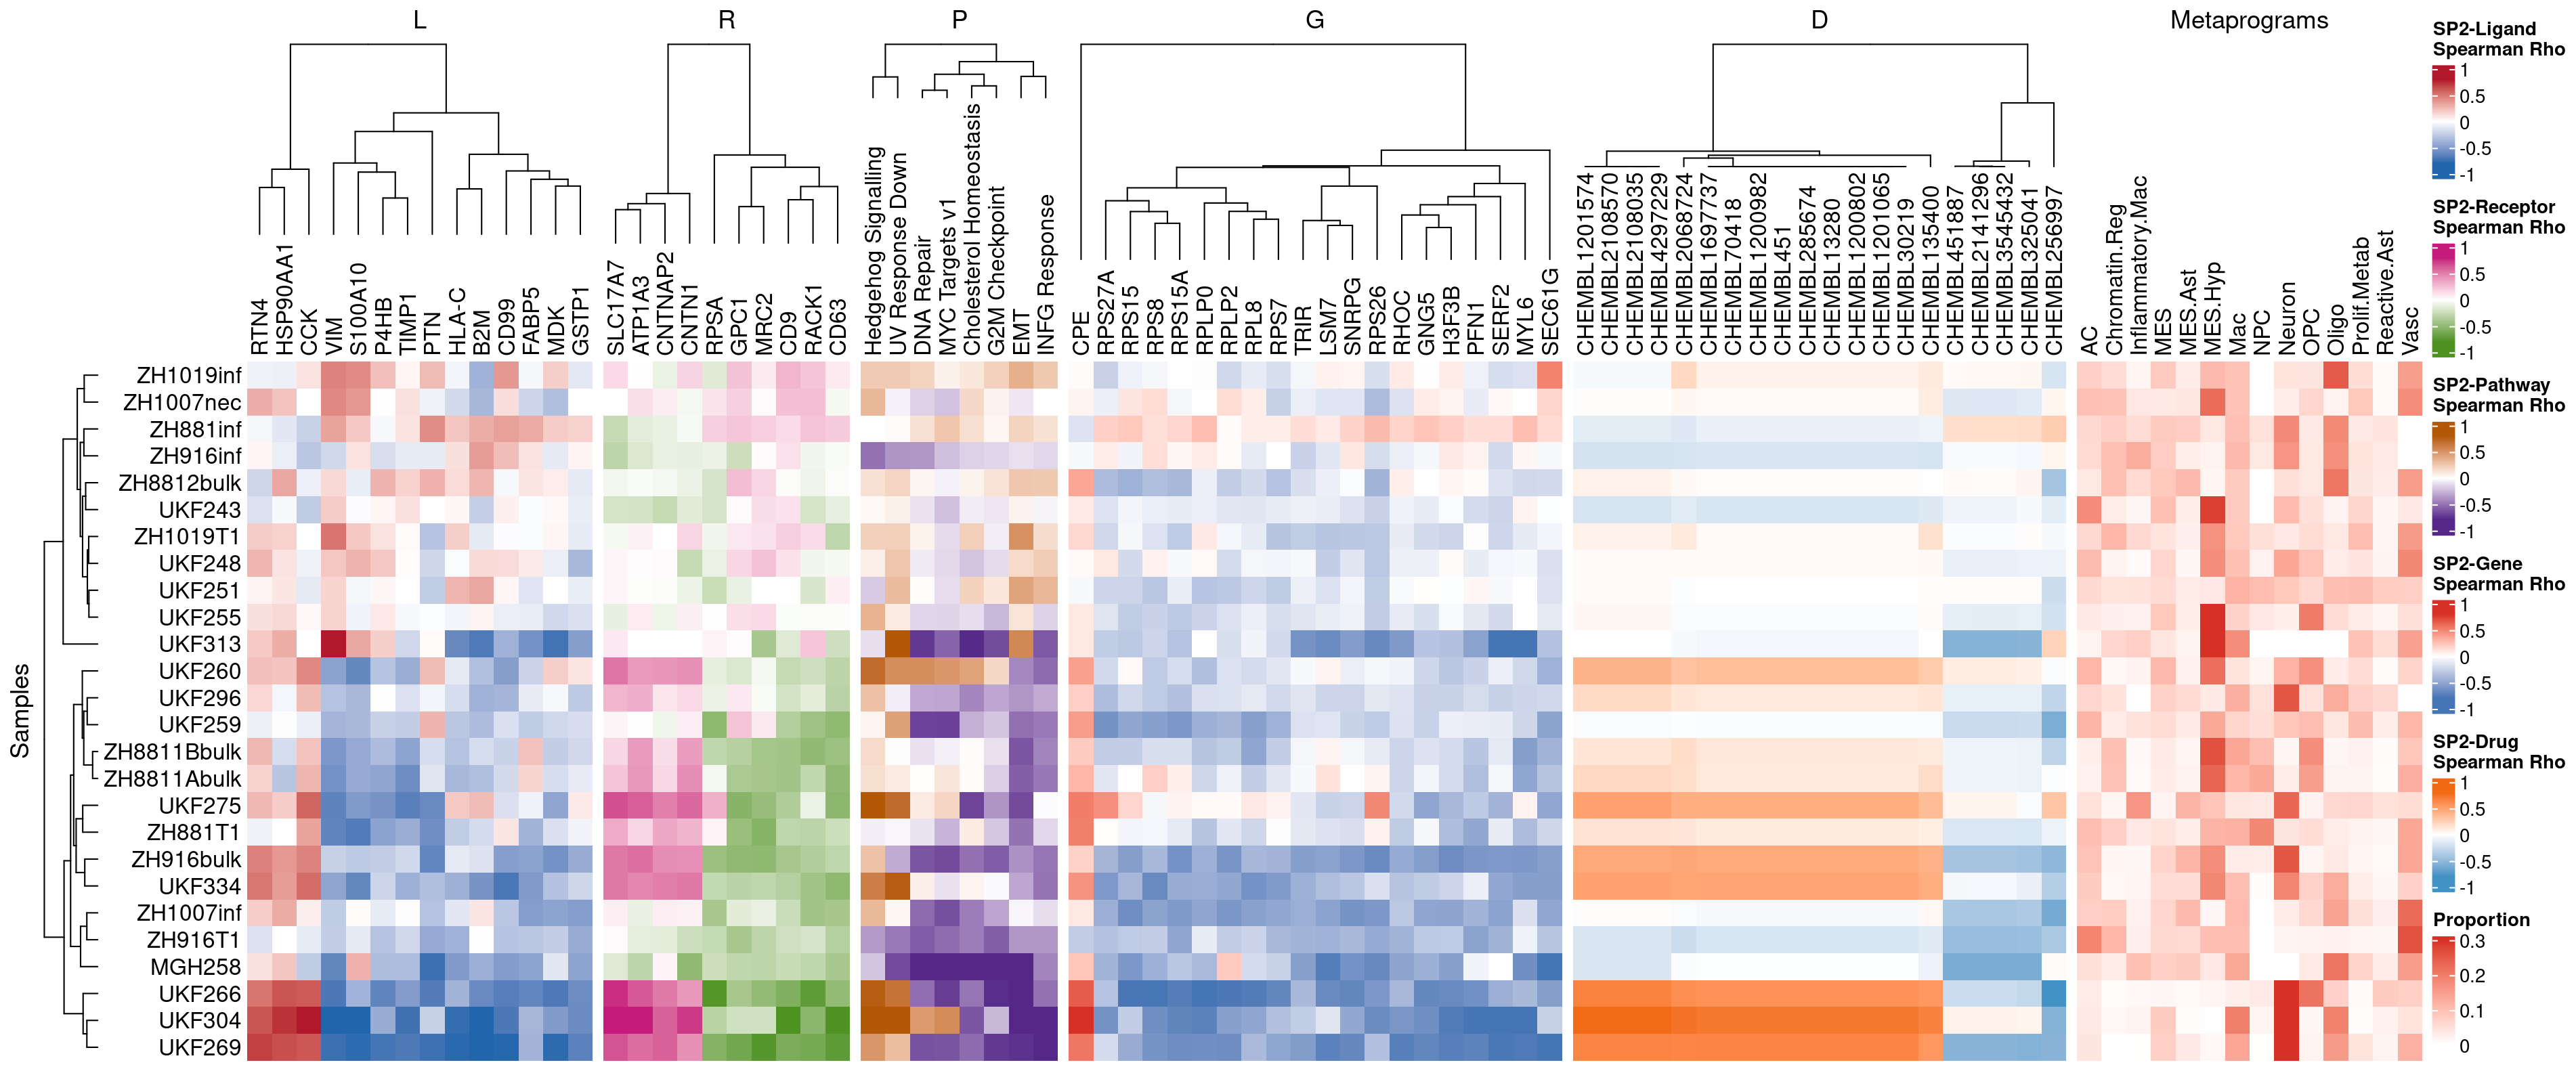 L R P G D Metaprograms
RTN4
HSP90AA1
CCK
VIM
S100A10
P4HB
TIMP1
PTN
HLA-C
B2M
CD99
FABP5
MDK
GSTP1
SLC17A7
ATP1A3
CNTNAP2
CNTN1
RPSA
GPC1
MRC2
CD9
RACK1
CD63
Hedgehog Signalling
UV Response Down
DNA Repair
MYC Targets v1
Cholesterol Homeostasis
G2M Checkpoint
EMT
INFG Response
CPE
RPS27A
RPS15
RPS8
RPS15A
RPLP0
RPLP2
RPL8
RPS7
TRIR
LSM7
SNRPG
RPS26
RHOC
GNG5
H3F3B
PFN1
SERF2
MYL6
SEC61G
CHEMBL1201574
CHEMBL2108570
CHEMBL2108035
CHEMBL4297229
CHEMBL2068724
CHEMBL1697737
CHEMBL70418
CHEMBL1200982
CHEMBL451
CHEMBL285674
CHEMBL13280
CHEMBL1200802
CHEMBL1201065
CHEMBL30219
CHEMBL135400
CHEMBL451887
CHEMBL2141296
CHEMBL3545432
CHEMBL325041
CHEMBL256997
AC
Chromatin.Reg
Inflammatory.Mac
MES
MES.Ast
MES.Hyp
Mac
NPC
Neuron
OPC
Oligo
Prolif.Metab
Reactive.Ast
Vasc
Samples
ZH1019inf
ZH1007nec
ZH881inf
ZH916inf
ZH8812bulk
UKF243
ZH1019T1
UKF248
UKF251
UKF255
UKF313
UKF260
UKF296
UKF259
ZH8811Bbulk
ZH8811Abulk
UKF275
ZH881T1
ZH916bulk
UKF334
ZH1007inf
ZH916T1
MGH258
UKF266
UKF304
UKF269
SP2-Ligand
Spearman Rho
1
0.5
0
-0.5
-1
SP2-Receptor
Spearman Rho
1
0.5
0
-0.5
-1
SP2-Pathway
Spearman Rho
1
0.5
0
-0.5
-1
SP2-Gene
Spearman Rho
1
0.5
0
-0.5
-1
SP2-Drug
Spearman Rho
1
0.5
0
-0.5
-1
Proportion
0.3
0.2
0.1
0